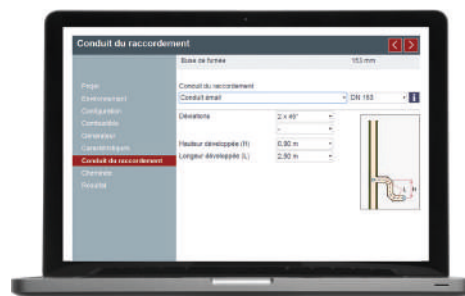 Conduit du raccordement
Buse de fumée 153 mm
Projet
Environnement
Configuration
Combustible
Générateur
Caractéristiques
Conduit du raccordement
Cheminée
Résultat
Conduit du raccordement
Conduit émail DN 153 i
Déviations 2 x 45°
-
Hauteur développée (H) 0,90 m
Longueur développée (L) 2,50 m
L H